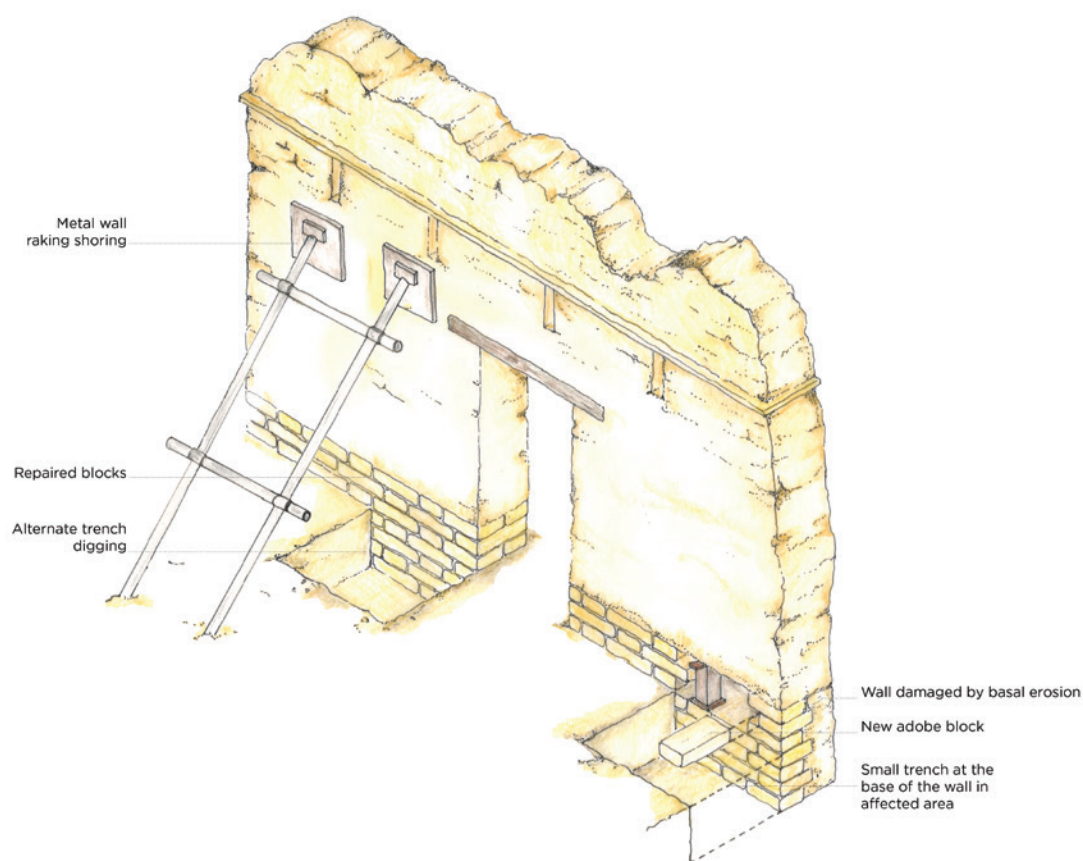 Metal wall
raking shoring
Repaired blocks
Alternate trench
digging
Wall damaged by basal erosion
New adobe block
Small trench at the
base of the wall in
affected area